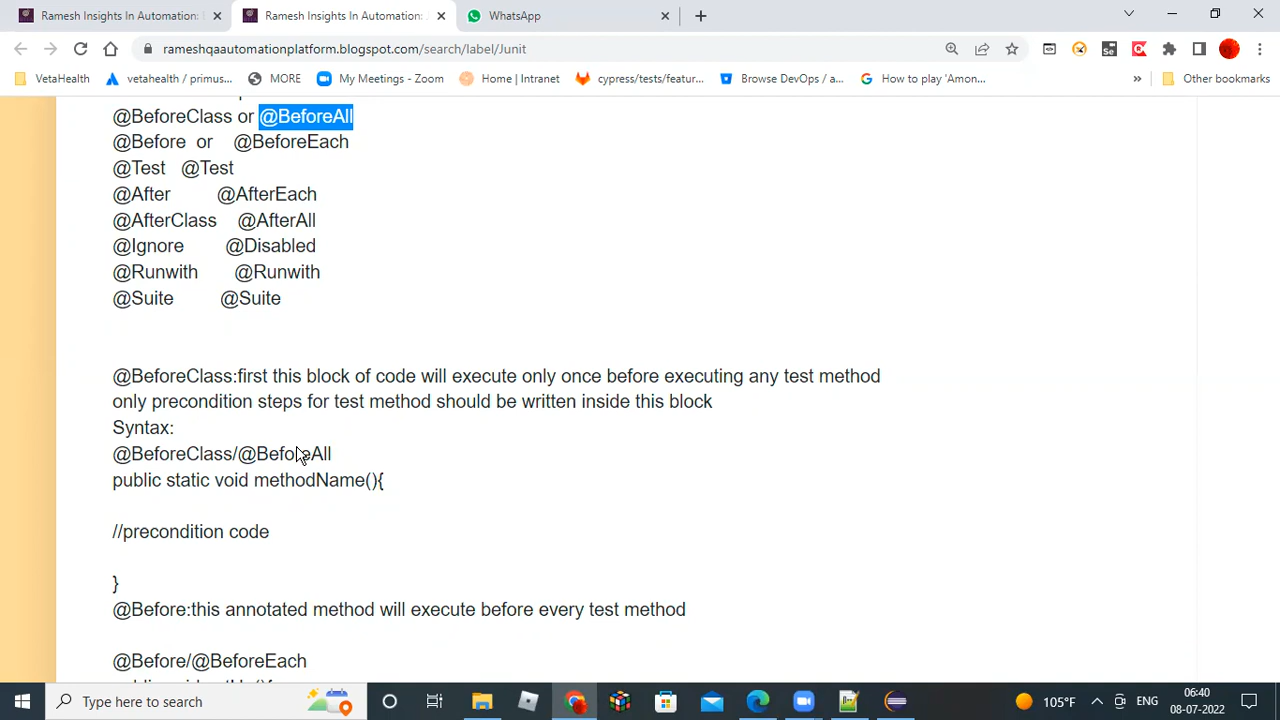 Ramesh Insights In Automation:
Ramesh Insights In Automation:
WhatsApp
rameshqaautomationplatform.blogspot.com/search/label/Junit
VetaHealth
vetahealth / primus...
MORE
My Meetings - Zoom
Home | Intranet
cypress/tests/featur...
Browse DevOps / a...
How to play 'Amon...
»
Other bookmarks
@BeforeClass or @BeforeAll
@Before or @BeforeEach
@Test @Test
@After @AfterEach
@AfterClass @AfterAll
@Ignore @Disabled
@Runwith @Runwith
@Suite @Suite
@BeforeClass:first this block of code will execute only once before executing any test method
only precondition steps for test method should be written inside this block
Syntax:
@BeforeClass/@BeforeAll
public static void methodName(){
//precondition code
}
@Before:this annotated method will execute before every test method
@Before/@BeforeEach
Type here to search
105°F
ENG
06:40
08-07-2022